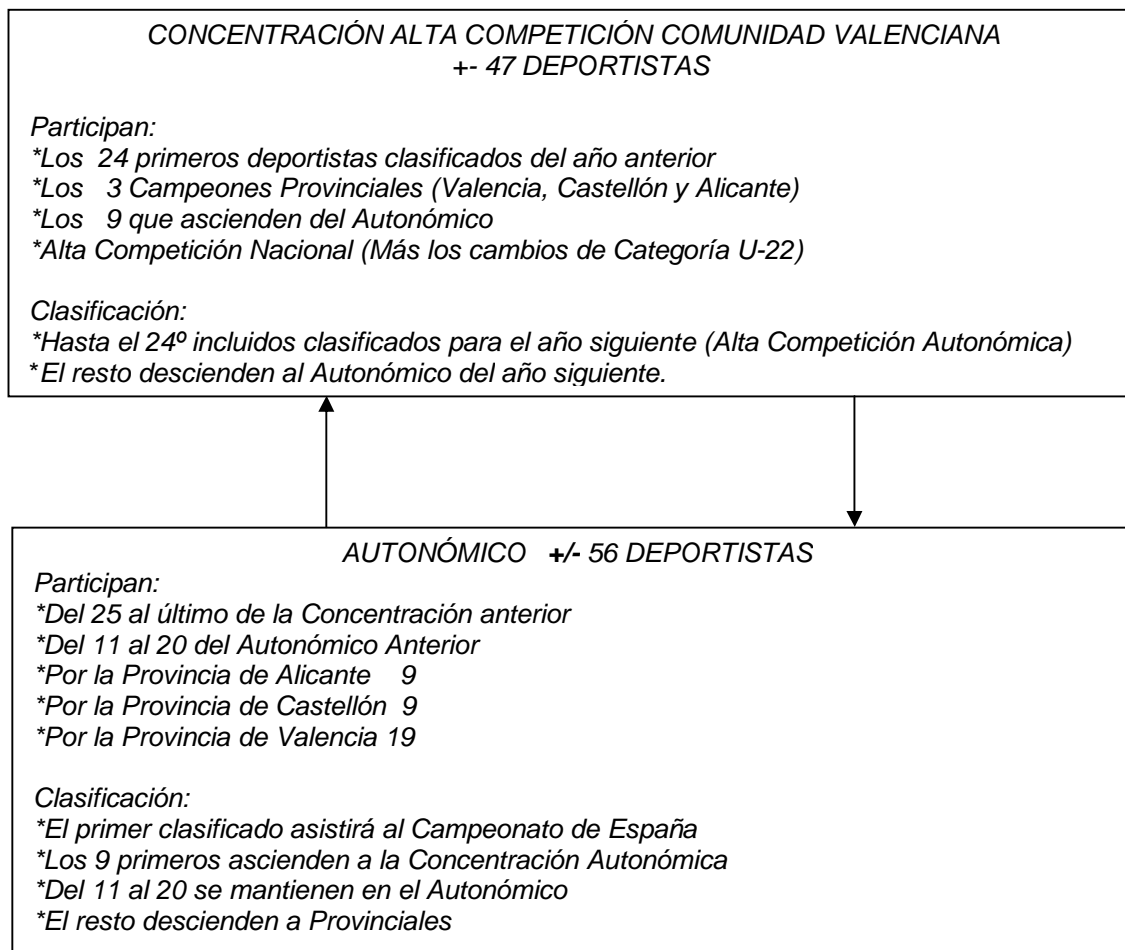 CONCENTRACIÓN ALTA COMPETICIÓN COMUNIDAD VALENCIANA
+- 47 DEPORTISTAS
Participan:
*Los 24 primeros deportistas clasificados del año anterior
*Los 3 Campeones Provinciales (Valencia, Castellón y Alicante)
*Los 9 que ascienden del Autonómico
*Alta Competición Nacional (Más los cambios de Categoría U-22)
Clasificación:
*Hasta el 24º incluidos clasificados para el año siguiente (Alta Competición Autonómica)
*El resto descienden al Autonómico del año siguiente.
AUTONÓMICO +/- 56 DEPORTISTAS
Participan:
*Del 25 al último de la Concentración anterior
*Del 11 al 20 del Autonómico Anterior
*Por la Provincia de Alicante 9
*Por la Provincia de Castellón 9
*Por la Provincia de Valencia 19
Clasificación:
*El primer clasificado asistirá al Campeonato de España
*Los 9 primeros ascienden a la Concentración Autonómica
*Del 11 al 20 se mantienen en el Autonómico
*El resto descienden a Provinciales